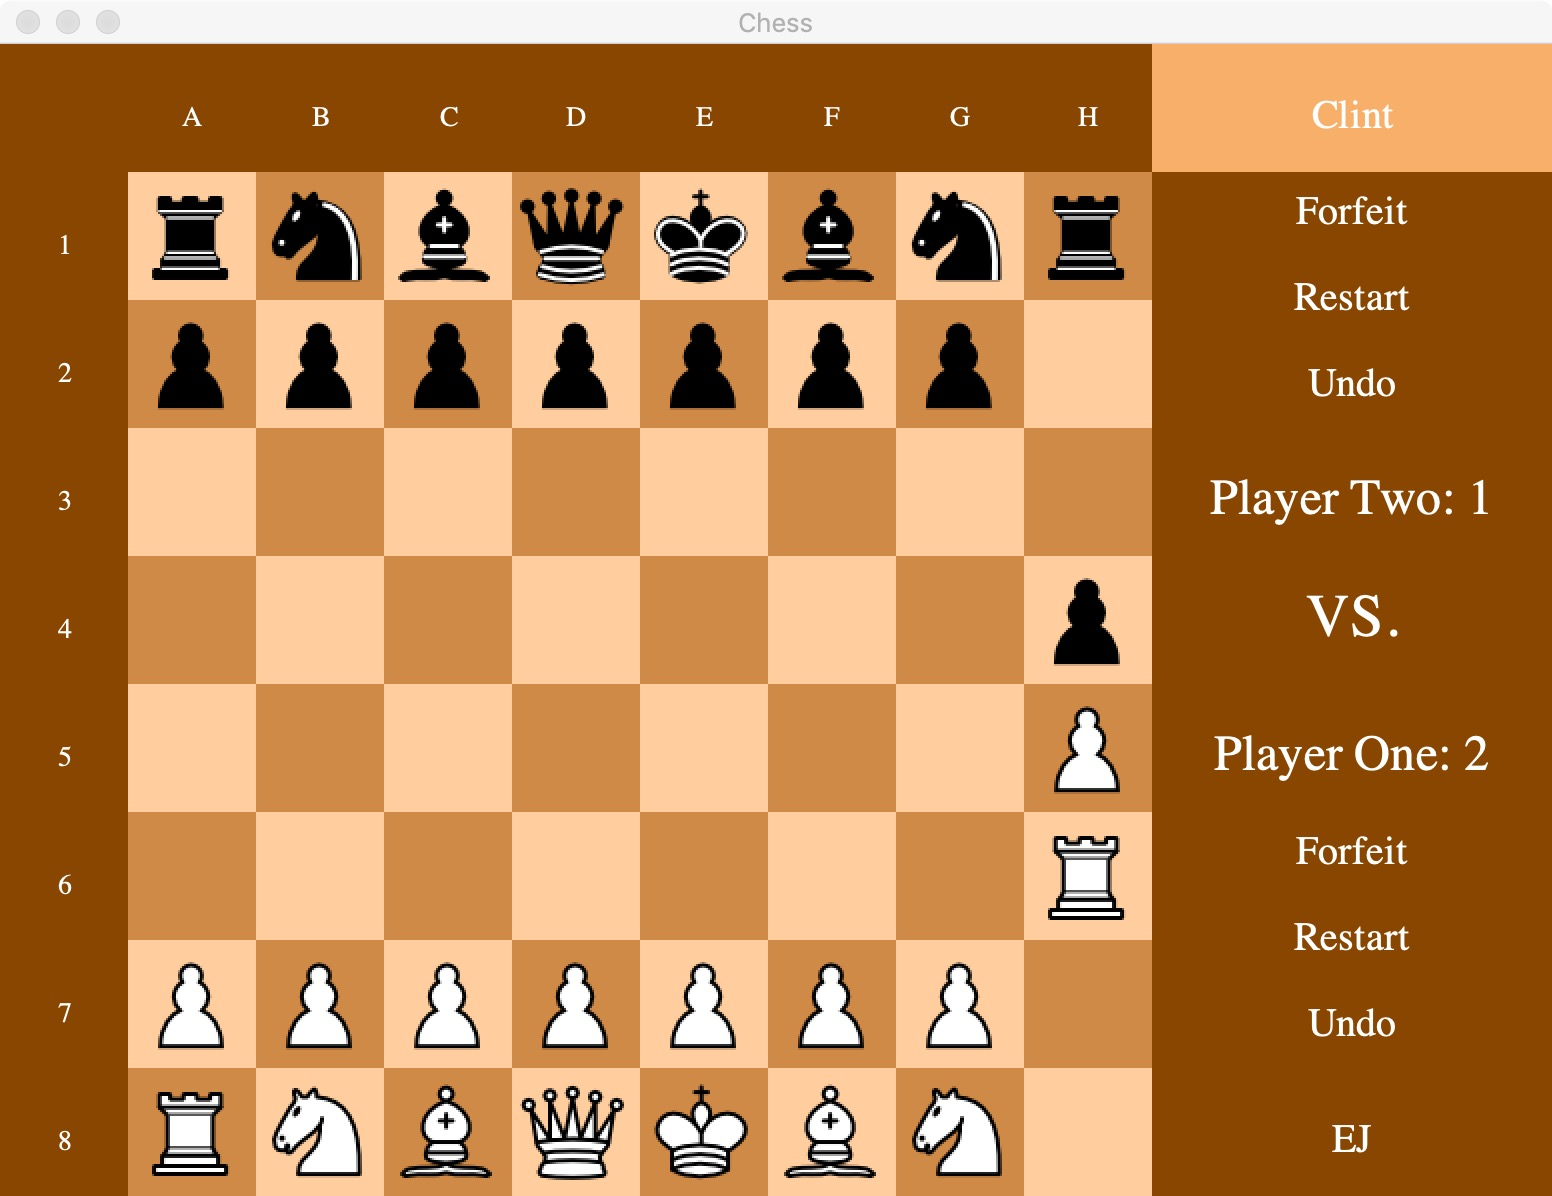 Chess
A B C D E F G H
Clint
1
Forfeit
Restart
2
Undo
3
Player Two: 1
4
VS.
5
Player One: 2
6
Forfeit
Restart
7
Undo
8
EJ